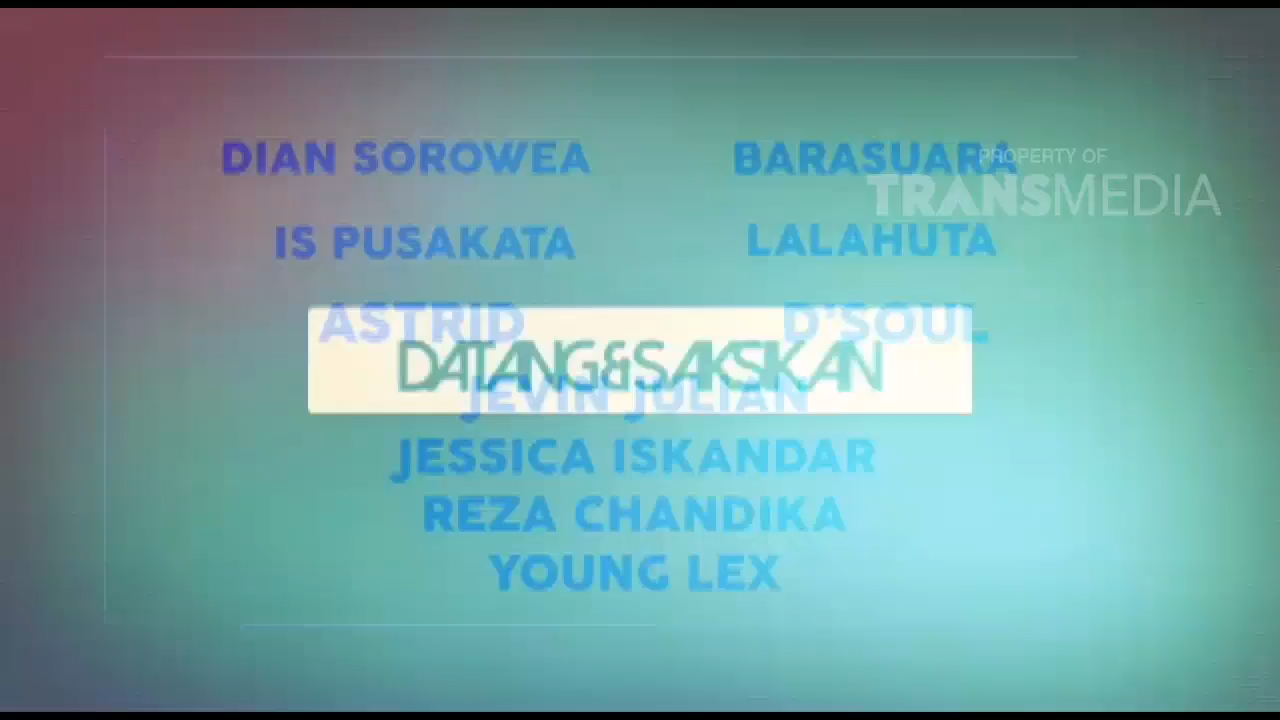 DIAN SOROWEA BARASUARA
PROPERTY OF
TRANSMEDIA
IS PUSAKATA LALAHUTA
ASTRID D'SOUL
DATANG&SAKSIKAN
JEVIN JULIAN
JESSICA ISKANDAR
REZA CHANDIKA
YOUNG LEX